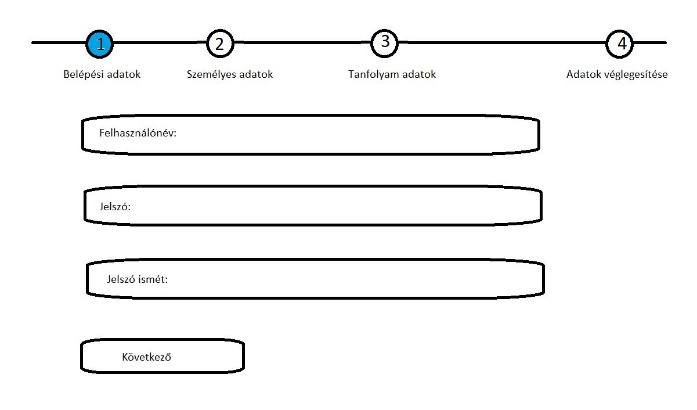 1 2 3 4
Belépési adatok Személyes adatok Tanfolyam adatok Adatok véglegesítése
Felhasználónév:
Jelszó:
Jelszó ismét:
Következő